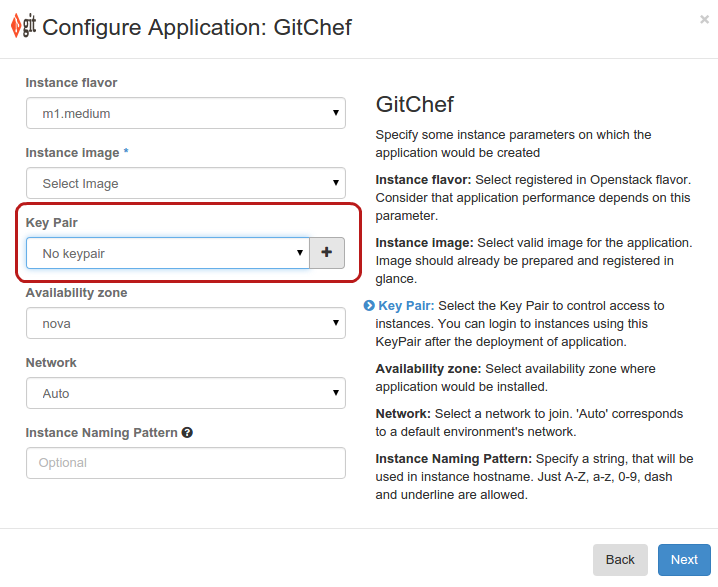 git Configure Application: GitChef
×
Instance flavor
m1.medium
Instance image *
Select Image
Key Pair
No keypair
+
Availability zone
nova
Network
Auto
Instance Naming Pattern ?
Optional
GitChef
Specify some instance parameters on which the
application would be created
Instance flavor: Select registered in Openstack flavor.
Consider that application performance depends on this
parameter.
Instance image: Select valid image for the application.
Image should already be prepared and registered in
glance.
Key Pair: Select the Key Pair to control access to
instances. You can login to instances using this
KeyPair after the deployment of application.
Availability zone: Select availability zone where
application would be installed.
Network: Select a network to join. 'Auto' corresponds
to a default environment's network.
Instance Naming Pattern: Specify a string, that will be
used in instance hostname. Just A-Z, a-z, 0-9, dash
and underline are allowed.
Back
Next